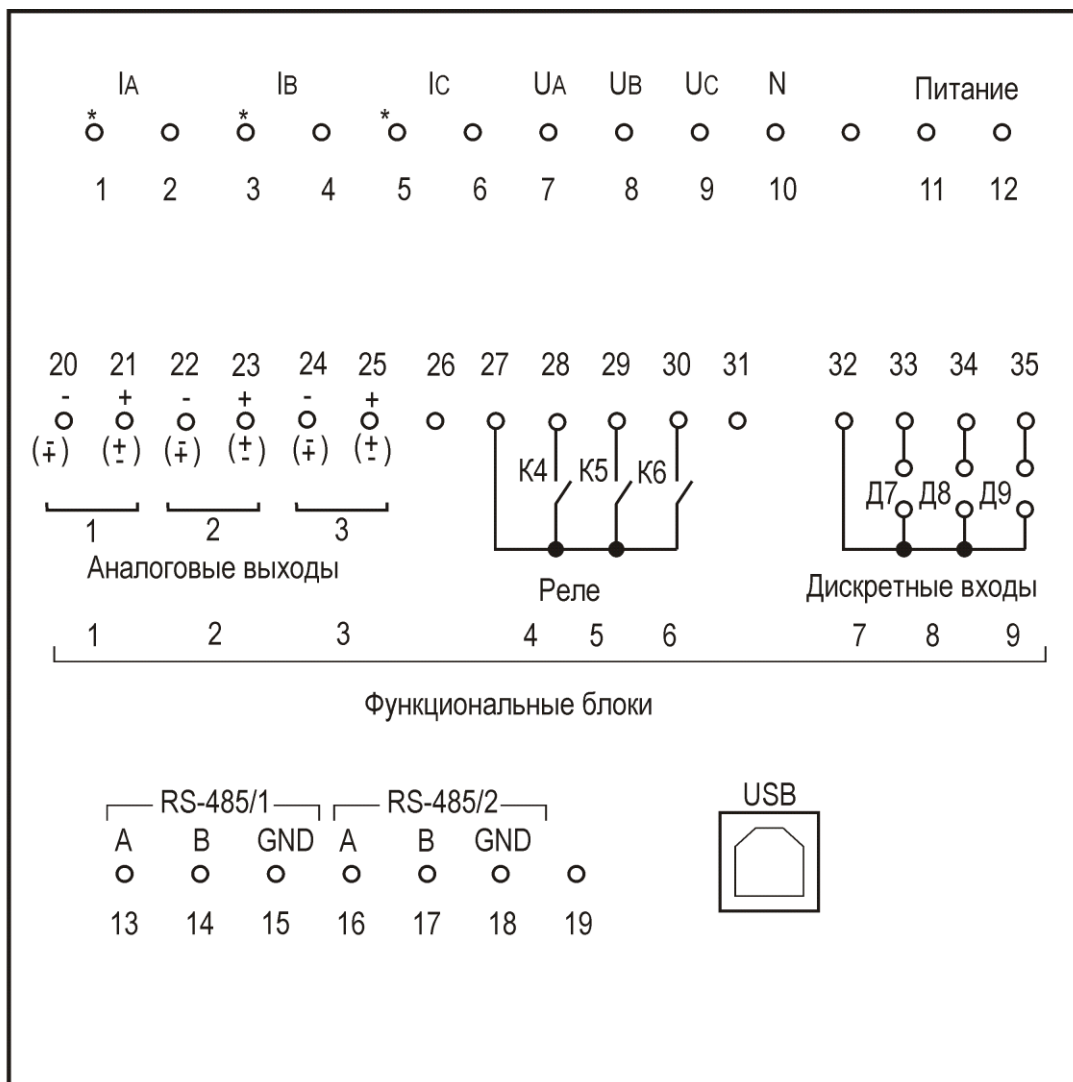 IA IB IC UA UB UC N Питание
* * *
1 2 3 4 5 6 7 8 9 10 11 12
20 21 22 23 24 25 26 27 28 29 30 31 32 33 34 35
- + - + - +
(-+) (+-) (-+) (+-) (-+) (+-)
К4 К5 К6 Д7 Д8 Д9
1 2 3
Аналоговые выходы
Реле Дискретные входы
1 2 3 4 5 6 7 8 9
Функциональные блоки
RS-485/1 RS-485/2 USB
A B GND A B GND
13 14 15 16 17 18 19